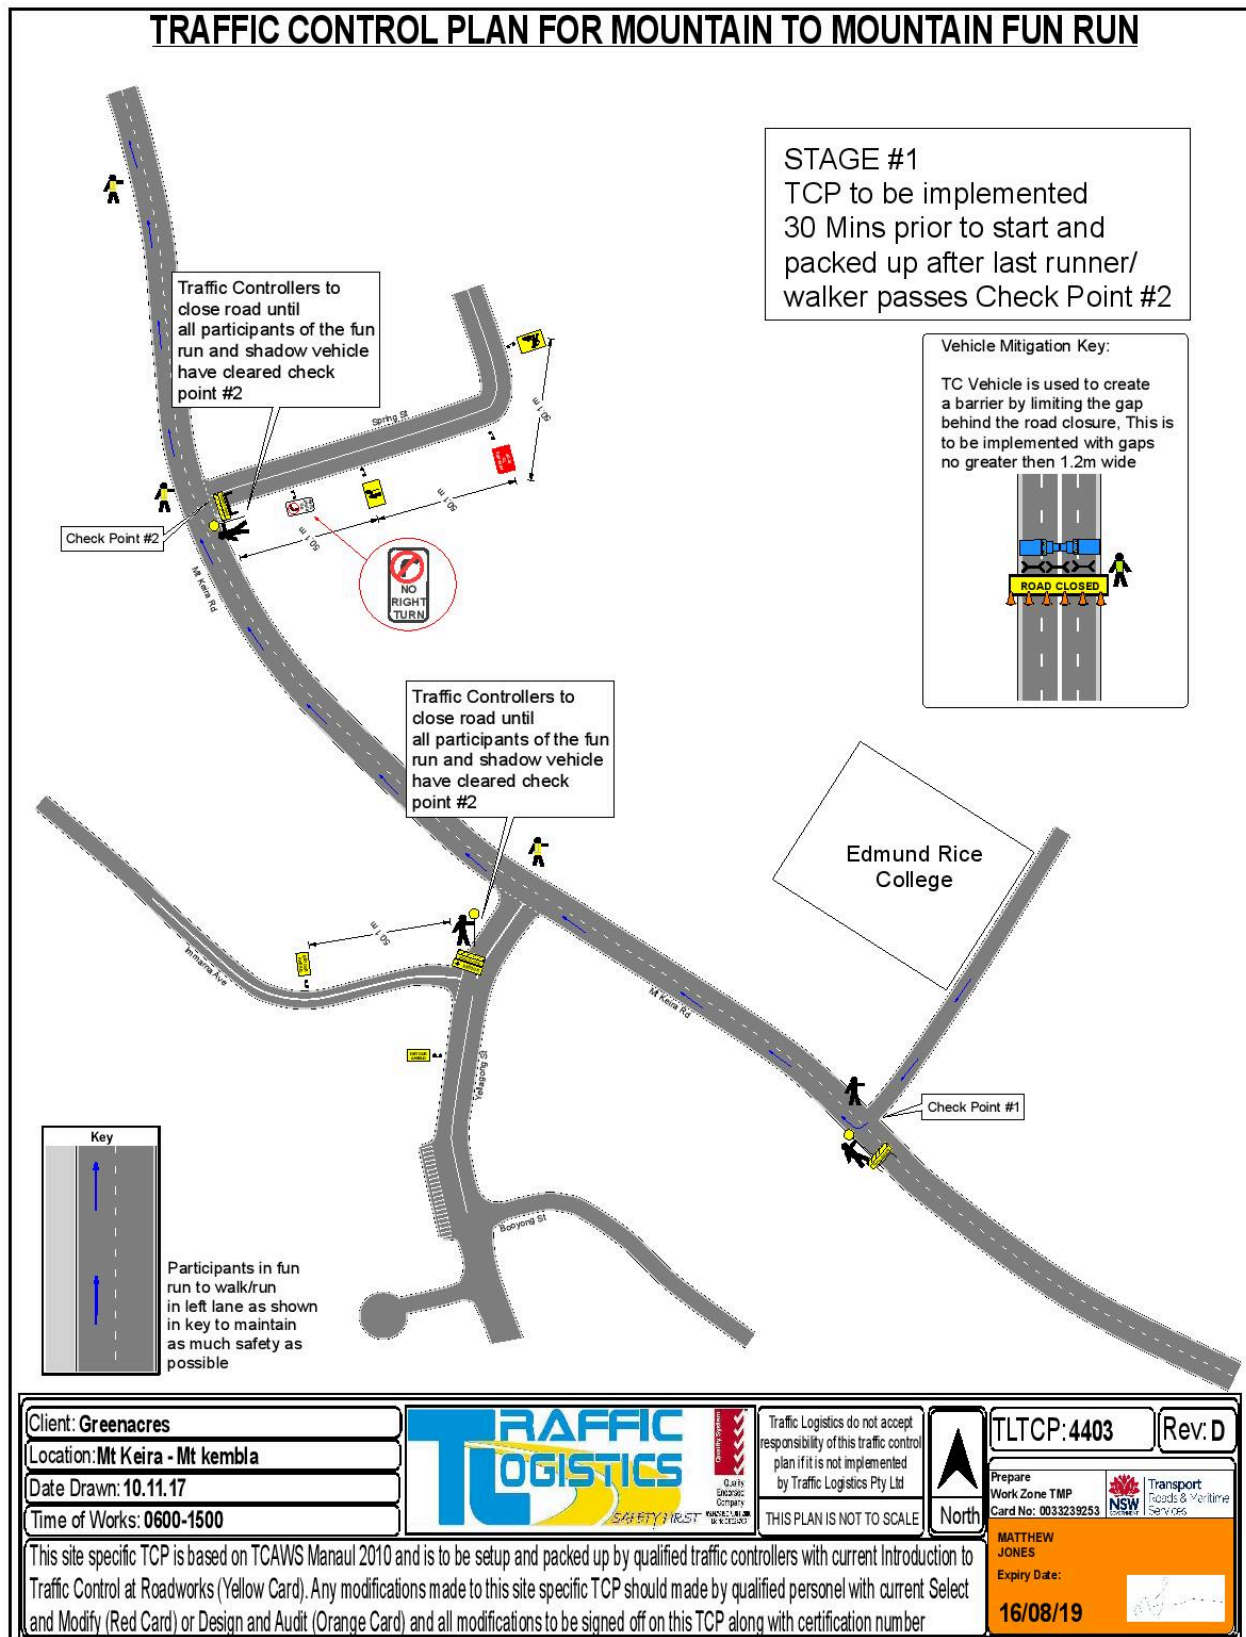 TRAFFIC CONTROL PLAN FOR MOUNTAIN TO MOUNTAIN FUN RUN
STAGE #1
TCP to be implemented
30 Mins prior to start and
packed up after last runner/
walker passes Check Point #2
Traffic Controllers to
close road until
all participants of the fun
run and shadow vehicle
have cleared check
point #2
Vehicle Mitigation Key:
TC Vehicle is used to create
a barrier by limiting the gap
behind the road closure, This is
to be implemented with gaps
no greater then 1.2m wide
ROAD CLOSED
Spring St
50.1 m
50.1 m
50.1 m
Check Point #2
Mt Keira Rd
NO
RIGHT
TURN
Traffic Controllers to
close road until
all participants of the fun
run and shadow vehicle
have cleared check
point #2
Edmund Rice
College
50.1 m
Immarna Ave
Mt Keira Rd
Yellagong St
Check Point #1
Booyong St
Key
Participants in fun
run to walk/run
in left lane as shown
in key to maintain
as much safety as
possible
Client: Greenacres
Location: Mt Keira - Mt kembla
Date Drawn: 10.11.17
Time of Works: 0600-1500
TRAFFIC
LOGISTICS
SAFETY FIRST
Quality System
Quality
Endorsed
Company
Traffic Logistics do not accept
responsibility of this traffic control
plan if it is not implemented
by Traffic Logistics Pty Ltd
THIS PLAN IS NOT TO SCALE
North
TLTCP: 4403
Rev: D
Prepare
Work Zone TMP
Card No: 0033239253
NSW
GOVERNMENT
Transport
Roads & Maritime
Services
MATTHEW
JONES
Expiry Date:
16/08/19
This site specific TCP is based on TCAWS Manaul 2010 and is to be setup and packed up by qualified traffic controllers with current Introduction to
Traffic Control at Roadworks (Yellow Card). Any modifications made to this site specific TCP should made by qualified personel with current Select
and Modify (Red Card) or Design and Audit (Orange Card) and all modifications to be signed off on this TCP along with certification number